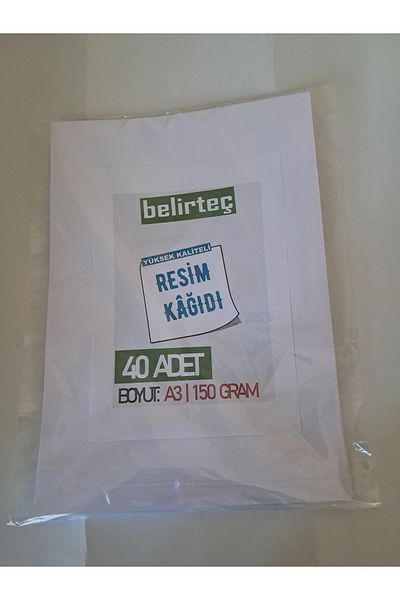 belirteç
YÜKSEK KALİTELİ
RESİM
KÂĞIDI
40 ADET
BOYUT: A3 | 150 GRAM